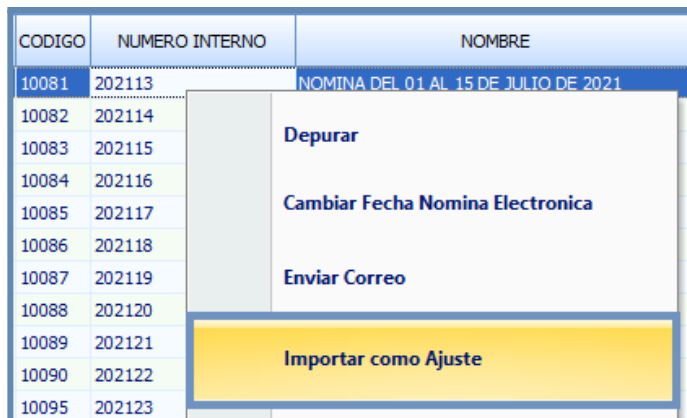 CODIGO NUMERO INTERNO NOMBRE
10081 202113 NOMINA DEL 01 AL 15 DE JULIO DE 2021
10082 202114
Depurar
10083 202115
10084 202116
Cambiar Fecha Nomina Electronica
10085 202117
10086 202118
10087 202119 Enviar Correo
10088 202120
10089 202121
Importar como Ajuste
10090 202122
10095 202123